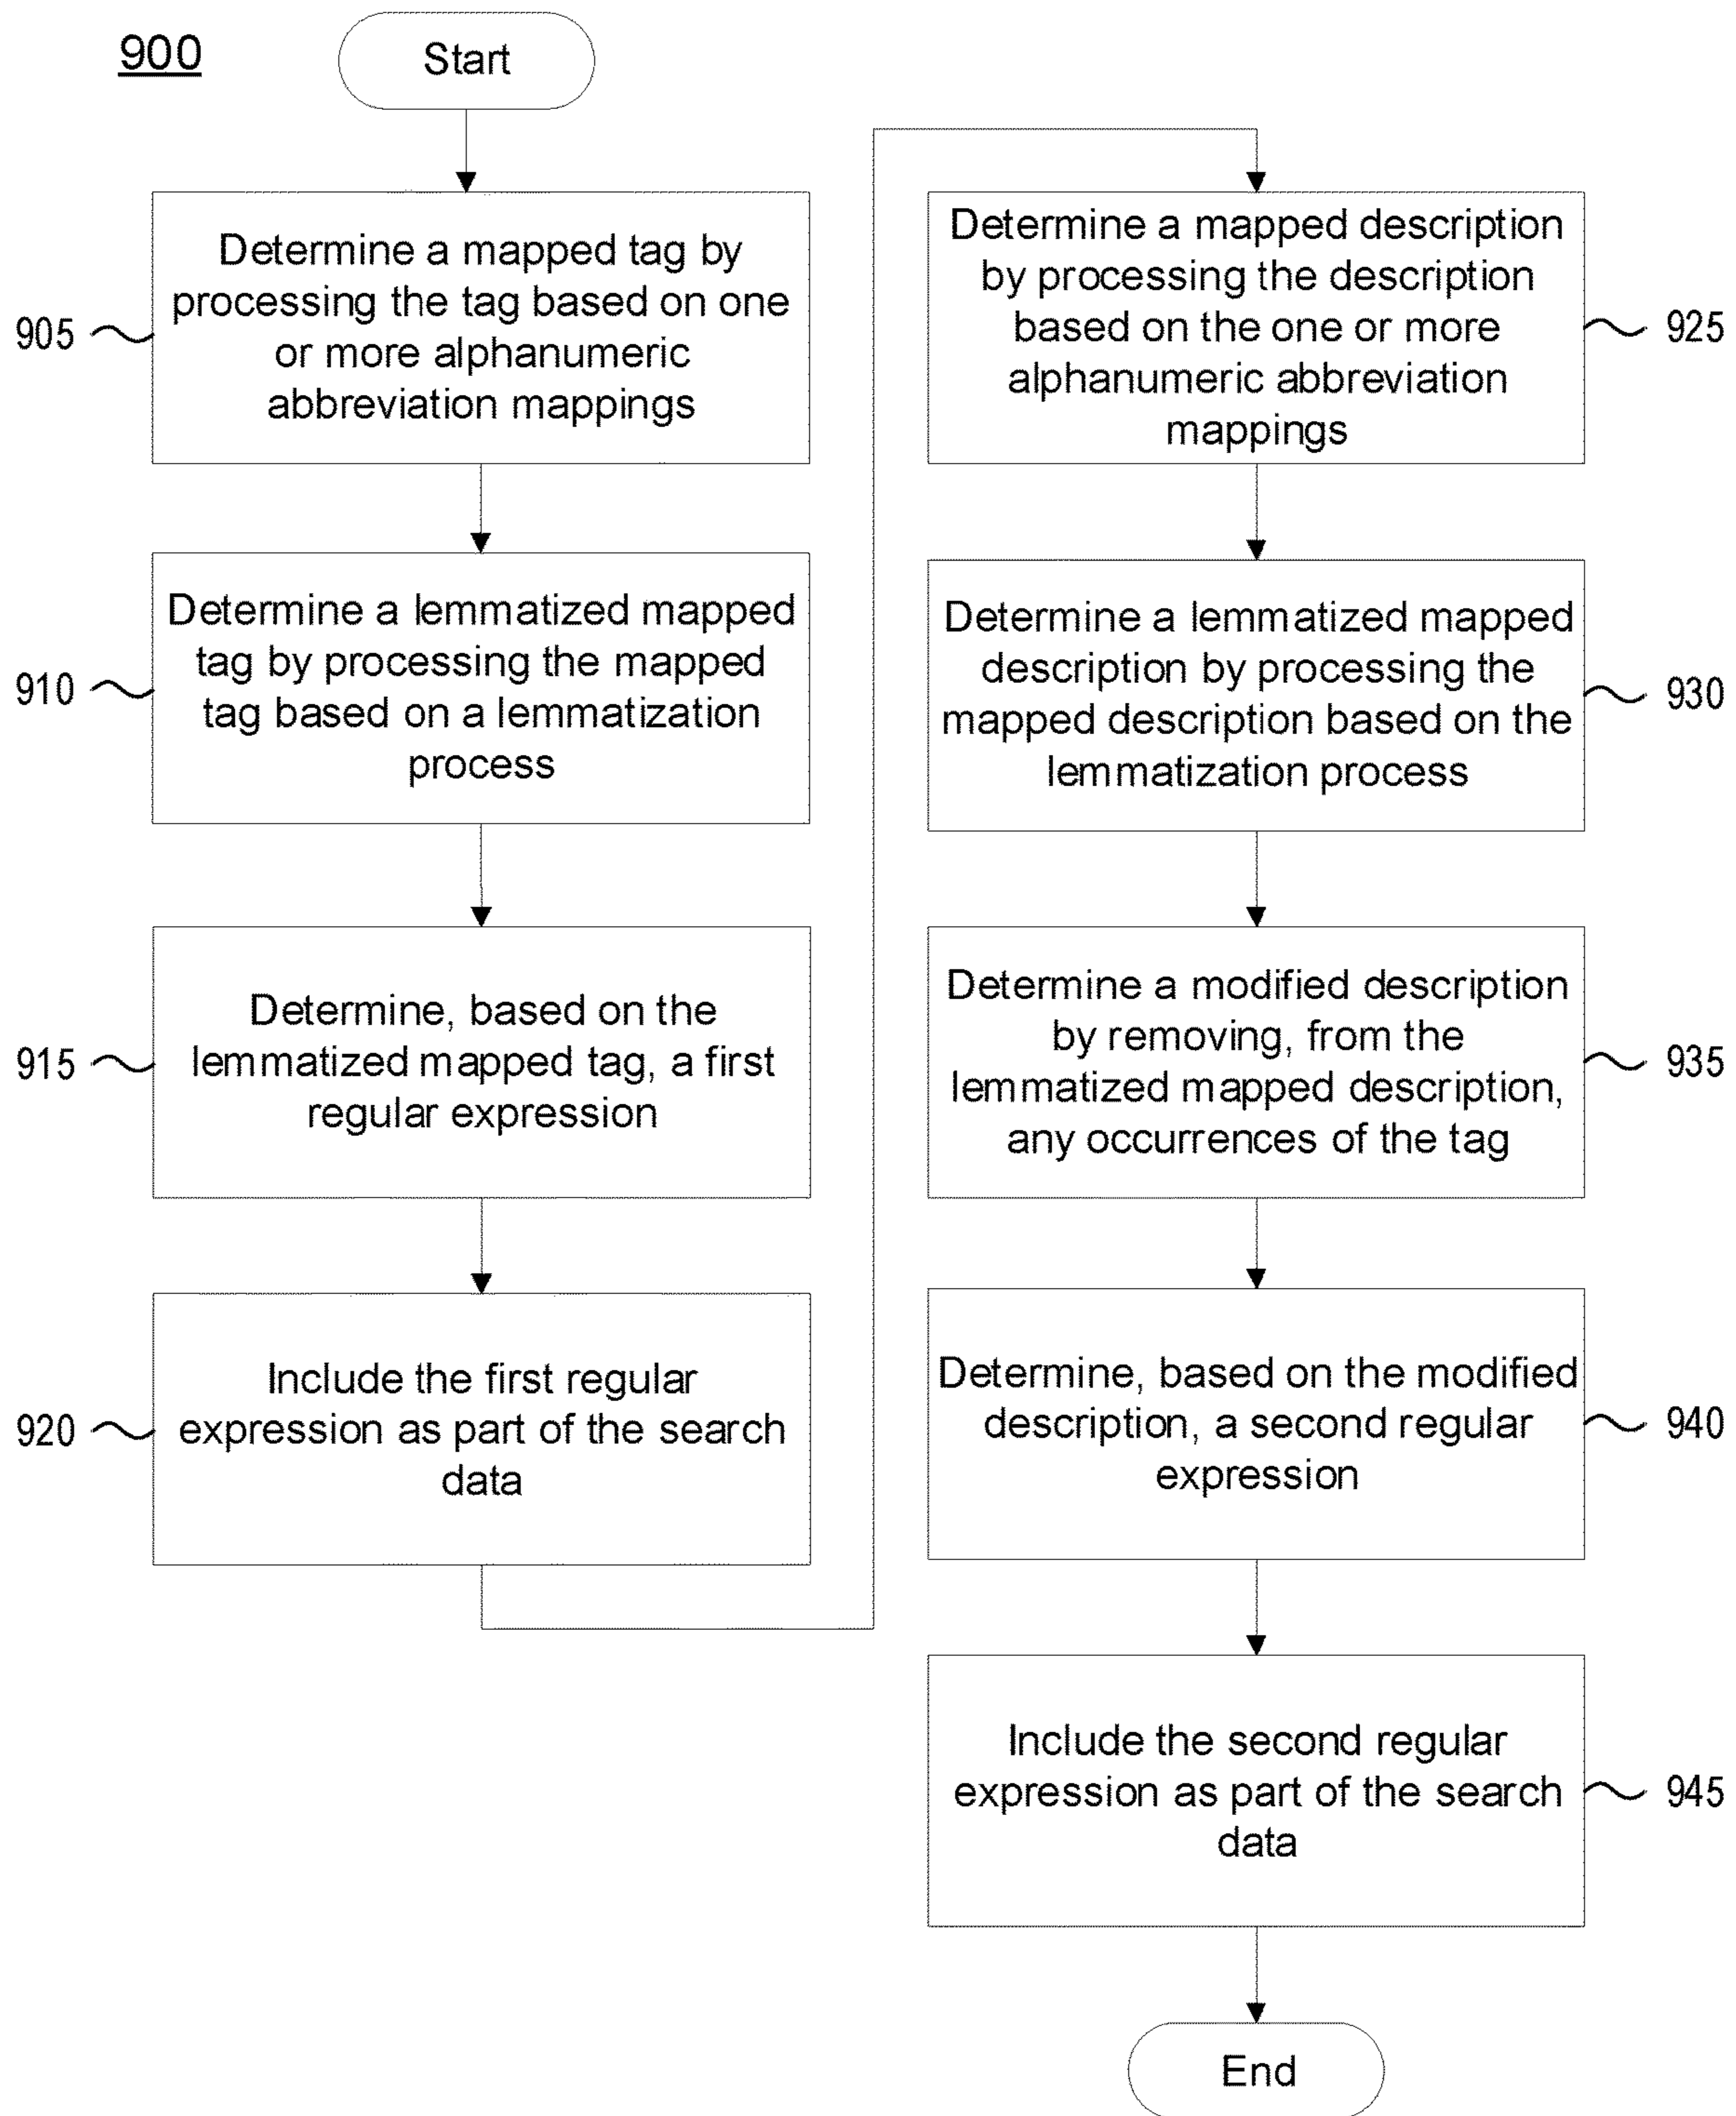 900
Start
Determine a mapped tag by
processing the tag based on one
or more alphanumeric
abbreviation mappings
905
Determine a lemmatized mapped
tag by processing the mapped
tag based on a lemmatization
process
910
Determine, based on the
lemmatized mapped tag, a first
regular expression
915
Include the first regular
expression as part of the search
data
920
Determine a mapped description
by processing the description
based on the one or more
alphanumeric abbreviation
mappings
925
Determine a lemmatized mapped
description by processing the
mapped description based on the
lemmatization process
930
Determine a modified description
by removing, from the
lemmatized mapped description,
any occurrences of the tag
935
Determine, based on the modified
description, a second regular
expression
940
Include the second regular
expression as part of the search
data
945
End